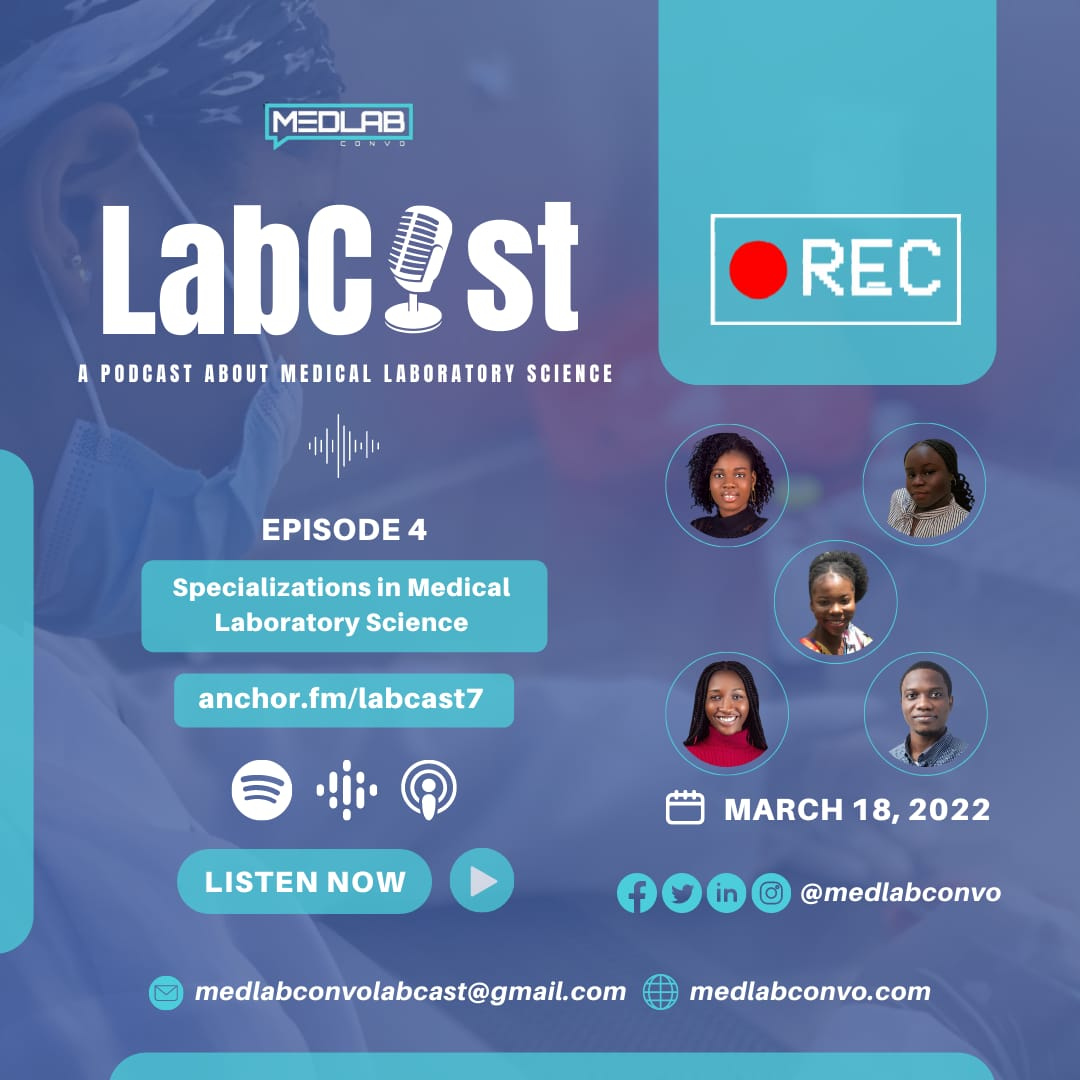 MEDLAB
CONVO
LabCast
A PODCAST ABOUT MEDICAL LABORATORY SCIENCE
REC
EPISODE 4
Specializations in Medical
Laboratory Science
anchor.fm/labcast7
LISTEN NOW
MARCH 18, 2022
@medlabconvo
medlabconvolabcast@gmail.com
medlabconvo.com